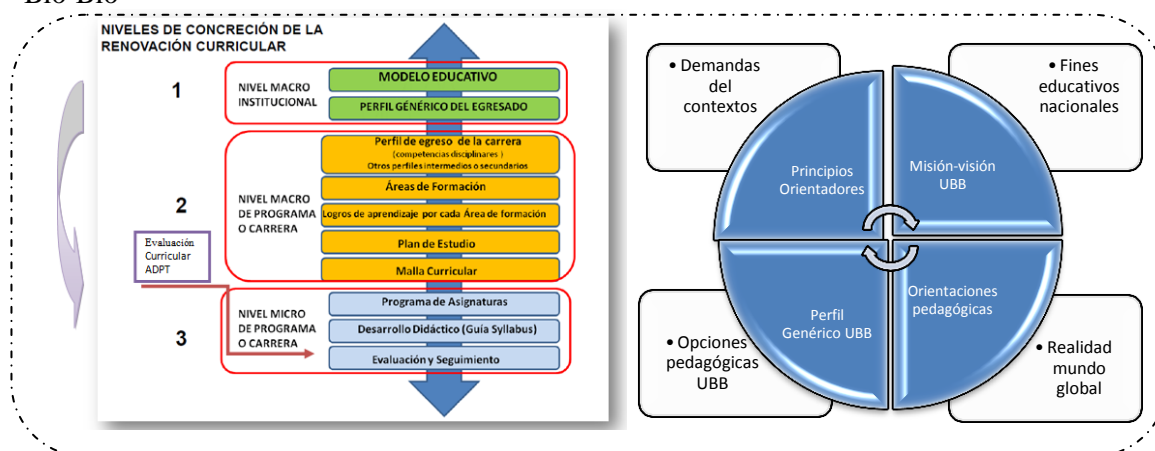 Bío-Bío
NIVELES DE CONCRECIÓN DE LA
RENOVACIÓN CURRICULAR
1
NIVEL MACRO
INSTITUCIONAL
MODELO EDUCATIVO
PERFIL GÉNÉRICO DEL EGRESADO
2
NIVEL MACRO
DE PROGRAMA
O CARRERA
Perfil de egreso de la carrera
(competencias disciplinares )
Otros perfiles intermedios o secundarios
Áreas de Formación
Logros de aprendizaje por cada Área de formación
Plan de Estudio
Malla Curricular
Evaluación
Curricular
ADPT
3
NIVEL MICRO
DE PROGRAMA
O CARRERA
Programa de Asignaturas
Desarrollo Didáctico (Guía Syllabus)
Evaluación y Seguimiento
• Demandas
del
contextos
• Fines
educativos
nacionales
Principios
Orientadores
Misión-visión
UBB
Perfil
Genérico UBB
Orientaciones
pedagógicas
• Opciones
pedagógicas
UBB
• Realidad
mundo
global